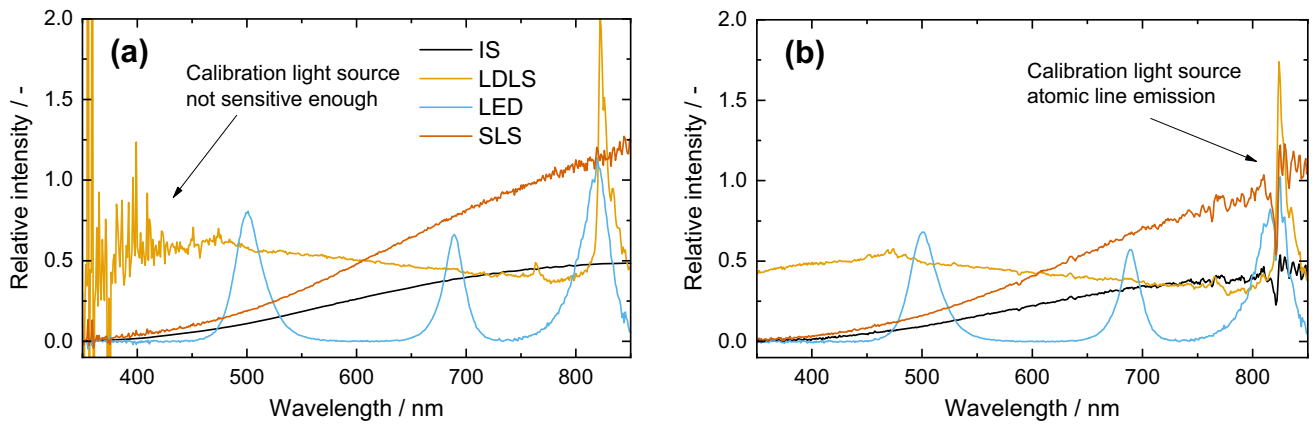 (a)
Calibration light source
not sensitive enough
IS
LDLS
LED
SLS
2.0
1.5
1.0
0.5
0.0
Relative intensity / -
400 500 600 700 800
Wavelength / nm
(b)
Calibration light source
atomic line emission
2.0
1.5
1.0
0.5
0.0
Relative intensity / -
400 500 600 700 800
Wavelength / nm